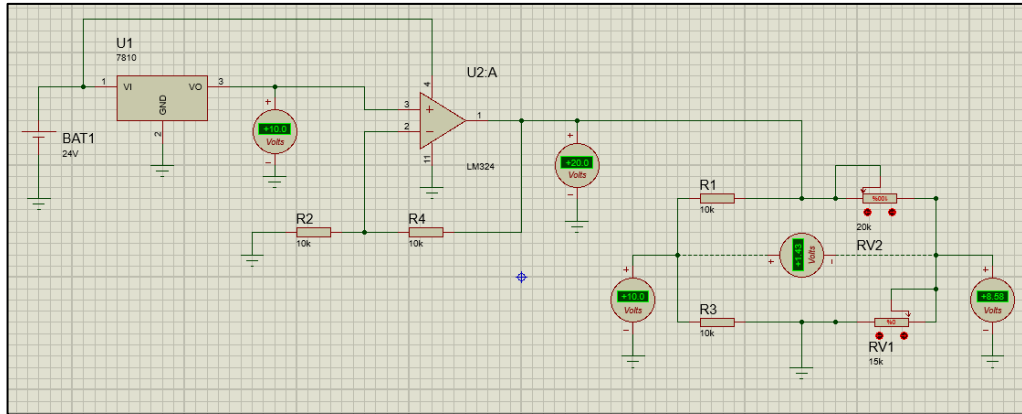 U1
7810
1
VI
VO
3
GND
2
BAT1
24V
+10.0
Volts
U2:A
4
3
2
1
11
LM324
+20.0
Volts
R2
10k
R4
10k
R1
10k
20k
RV2
Volts
+10.0
Volts
R3
10k
%0
RV1
15k
+8.58
Volts